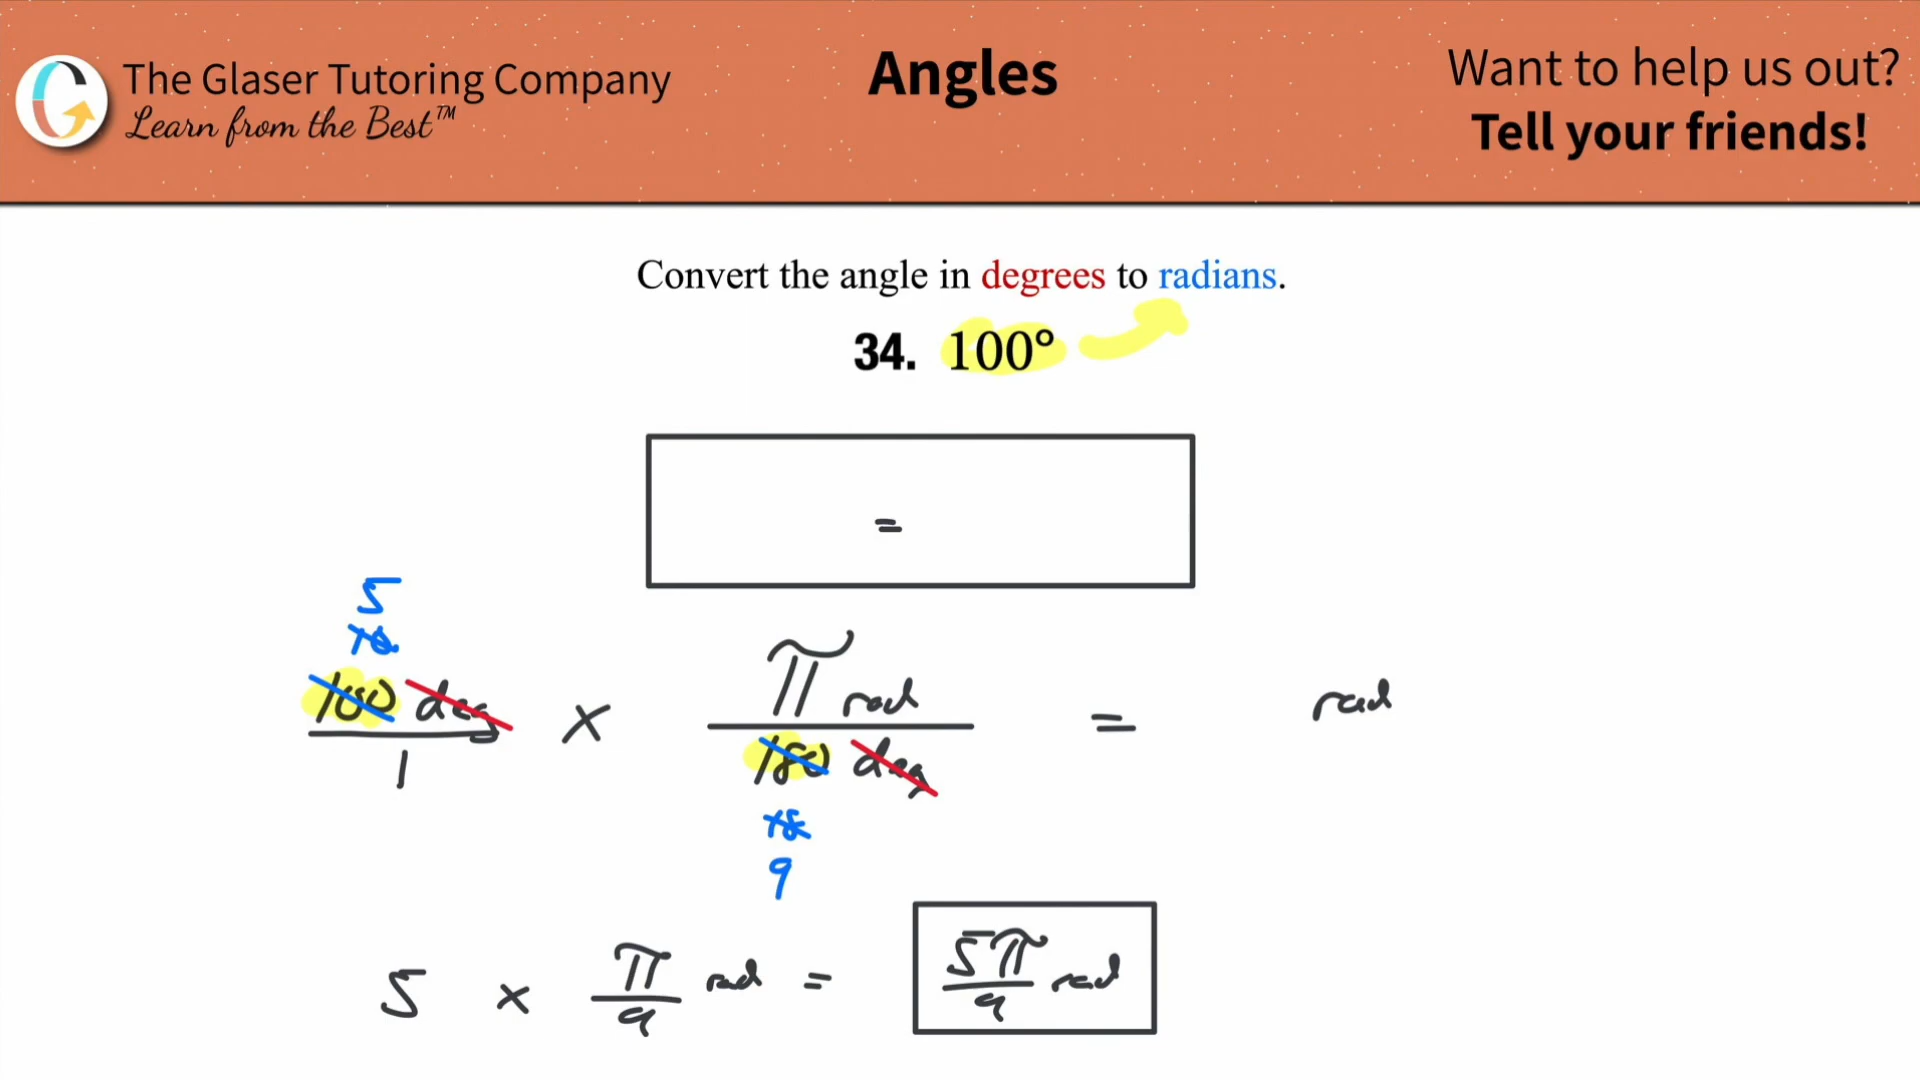 The Glaser Tutoring Company
Learn from the Best™
Angles
Want to help us out?
Tell your friends!
Convert the angle in degrees to radians.
34. 100°
=
5
10
100 deg × π rad = rad
1 180 deg
18
9
5 × π/9 rad = 5π/9 rad